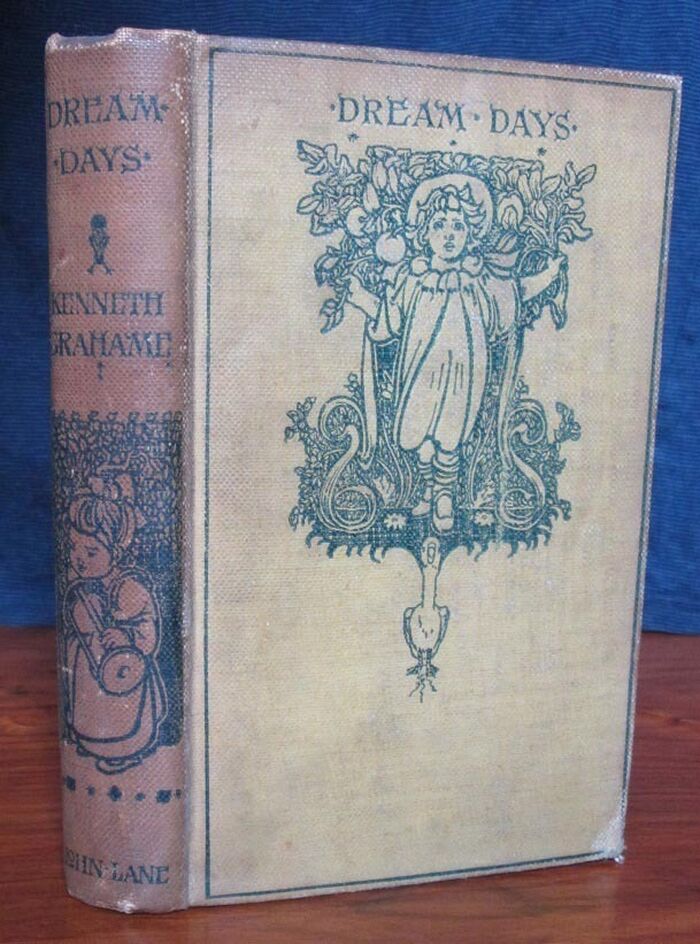 DREAM·
·DAYS·
KENNETH
GRAHAME
JOHN·LANE
·DREAM·DAYS·